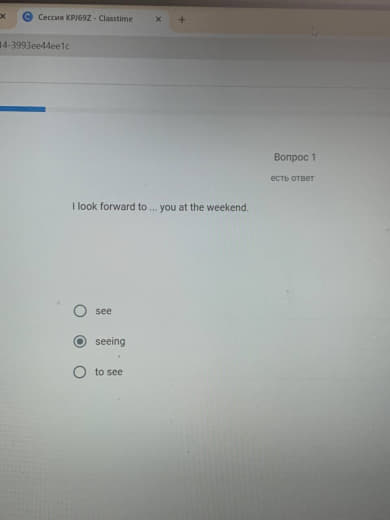 Сессия KPJ69Z - Classtime
14-3993ee44ee1c
Вопрос 1
есть ответ
I look forward to ... you at the weekend.
see
seeing
to see